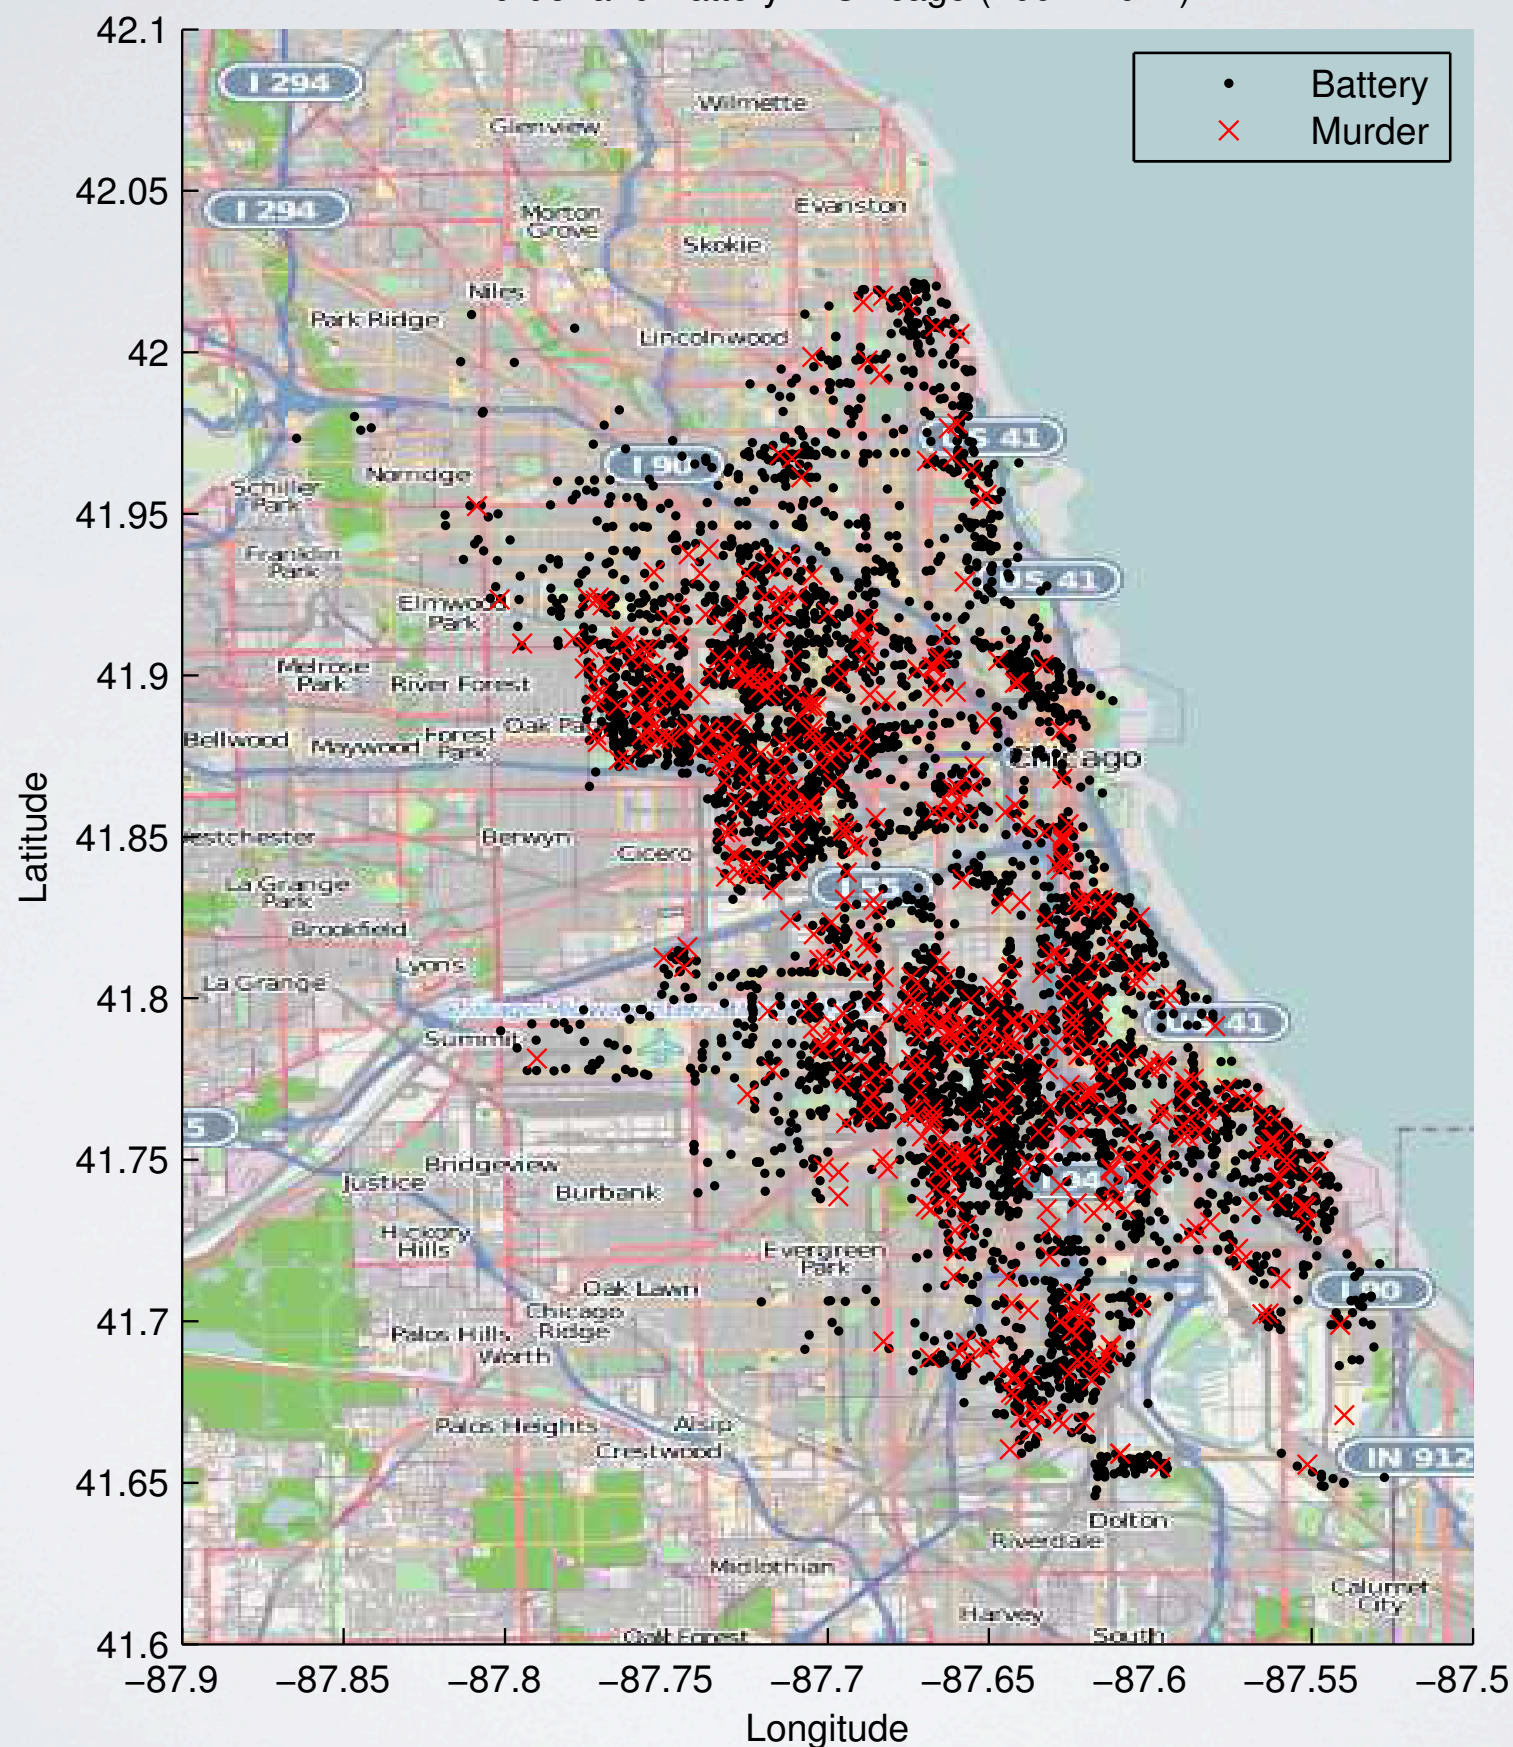 42.1
42.05
42
41.95
41.9
41.85
41.8
41.75
41.7
41.65
41.6
Latitude
−87.9 −87.85 −87.8 −87.75 −87.7 −87.65 −87.6 −87.55 −87.5
Longitude
Battery
Murder
I 294
Wilmette
Glenview
I 294
Morton
Grove
Evanston
Skokie
Niles
Park Ridge
Lincolnwood
US 41
I 90
Norridge
Schiller
Park
Franklin
Park
US 41
Elmwood
Park
Melrose
Park
River Forest
Bellwood
Maywood
Forest
Park
Oak Pa
Chicago
estchester
Berwyn
Cicero
La Grange
Park
Brookfield
Lyons
La Grange
41
Summit
5
Bridgeview
Justice
Burbank
Hickory
Hills
Evergreen
Park
Oak Lawn
Chicago
Ridge
Palos Hills
Worth
Palos Heights
Alsip
Crestwood
IN 912
Dolton
Riverdale
Midlothian
Calumet
City
Harvey
Oak Forest
South